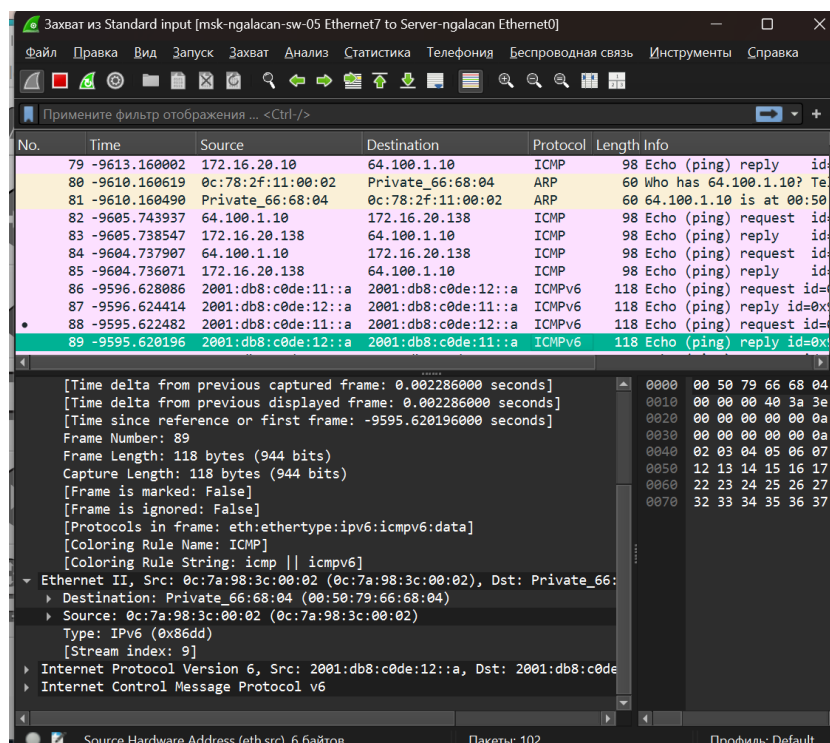 Захват из Standard input [msk-ngalacan-sw-05 Ethernet7 to Server-ngalacan Ethernet0]
Файл Правка Вид Запуск Захват Анализ Статистика Телефония Беспроводная связь Инструменты Справка
Примените фильтр отображения ... <Ctrl-/>
No. Time Source Destination Protocol Length Info
79 -9613.160002 172.16.20.10 64.100.1.10 ICMP 98 Echo (ping) reply id=
80 -9610.160619 0c:78:2f:11:00:02 Private_66:68:04 ARP 60 Who has 64.100.1.10? Tel
81 -9610.160490 Private_66:68:04 0c:78:2f:11:00:02 ARP 60 64.100.1.10 is at 00:50
82 -9605.743937 64.100.1.10 172.16.20.138 ICMP 98 Echo (ping) request id=
83 -9605.738547 172.16.20.138 64.100.1.10 ICMP 98 Echo (ping) reply id=
84 -9604.737907 64.100.1.10 172.16.20.138 ICMP 98 Echo (ping) request id=
85 -9604.736071 172.16.20.138 64.100.1.10 ICMP 98 Echo (ping) reply id=
86 -9596.628086 2001:db8:c0de:11::a 2001:db8:c0de:12::a ICMPv6 118 Echo (ping) request id=
87 -9596.624414 2001:db8:c0de:12::a 2001:db8:c0de:11::a ICMPv6 118 Echo (ping) reply id=0x
88 -9595.622482 2001:db8:c0de:11::a 2001:db8:c0de:12::a ICMPv6 118 Echo (ping) request id=
89 -9595.620196 2001:db8:c0de:12::a 2001:db8:c0de:11::a ICMPv6 118 Echo (ping) reply id=0x
[Time delta from previous captured frame: 0.002286000 seconds]
[Time delta from previous displayed frame: 0.002286000 seconds]
[Time since reference or first frame: -9595.620196000 seconds]
Frame Number: 89
Frame Length: 118 bytes (944 bits)
Capture Length: 118 bytes (944 bits)
[Frame is marked: False]
[Frame is ignored: False]
[Protocols in frame: eth:ethertype:ipv6:icmpv6:data]
[Coloring Rule Name: ICMP]
[Coloring Rule String: icmp || icmpv6]
Ethernet II, Src: 0c:7a:98:3c:00:02 (0c:7a:98:3c:00:02), Dst: Private_66:
Destination: Private_66:68:04 (00:50:79:66:68:04)
Source: 0c:7a:98:3c:00:02 (0c:7a:98:3c:00:02)
Type: IPv6 (0x86dd)
[Stream index: 9]
Internet Protocol Version 6, Src: 2001:db8:c0de:12::a, Dst: 2001:db8:c0de
Internet Control Message Protocol v6
0000 00 50 79 66 68 04
0010 00 00 00 40 3a 3e
0020 00 00 00 00 00 0a
0030 00 00 00 00 00 0a
0040 02 03 04 05 06 07
0050 12 13 14 15 16 17
0060 22 23 24 25 26 27
0070 32 33 34 35 36 37
Source Hardware Address (eth.src), 6 байтов Пакеты: 102 Профиль: Default